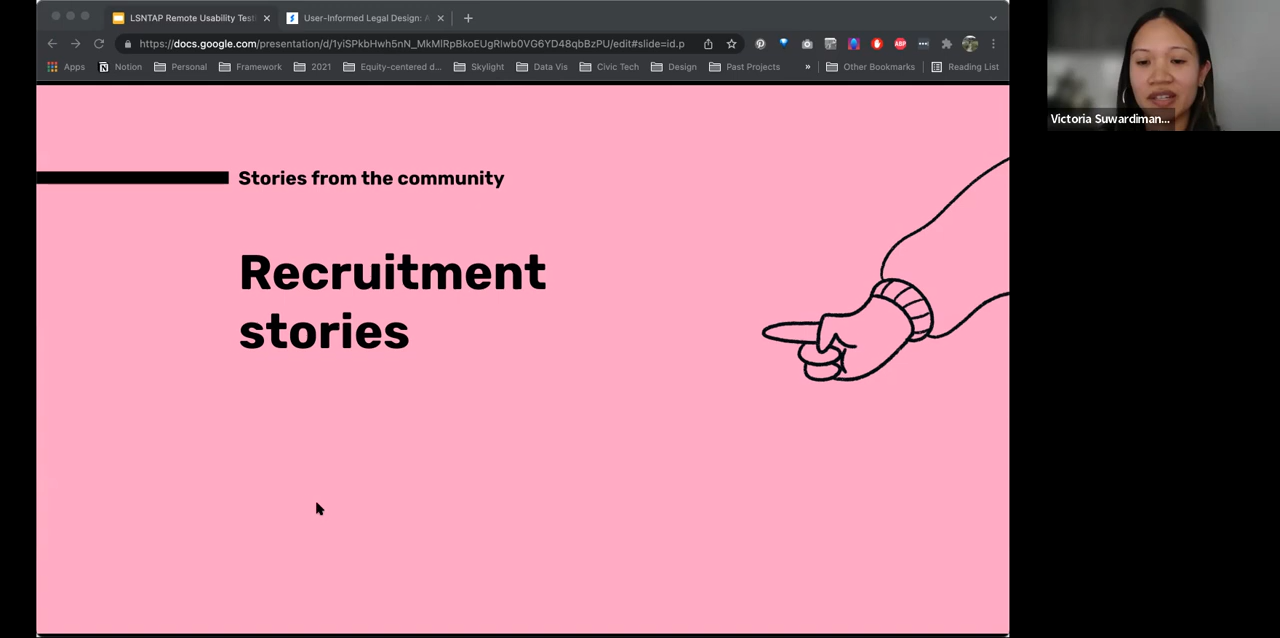 LSNTAP Remote Usability Test
User-Informed Legal Design: A
https://docs.google.com/presentation/d/1yiSPkbHwh5nN_MkMIRpBkoEUgRIwb0VG6YD48qbBzPU/edit#slide=id.p
ABP
Apps
Notion
Personal
Framework
2021
Equity-centered d...
Skylight
Data Vis
Civic Tech
Design
Past Projects
»
Other Bookmarks
Reading List
Victoria Suwardiman...
Stories from the community
Recruitment
stories